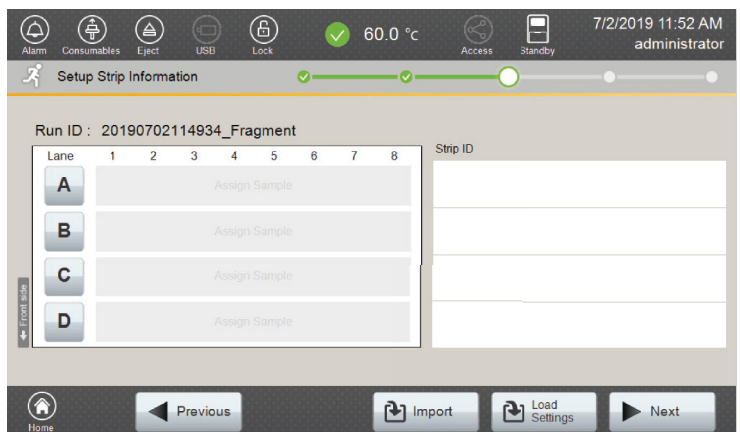 Alarm Consumables Eject USB Lock 60.0 °c Access Standby 7/2/2019 11:52 AM
administrator
Setup Strip Information
Run ID : 20190702114934_Fragment
Lane 1 2 3 4 5 6 7 8
Strip ID
A Assign Sample
B Assign Sample
C Assign Sample
D Assign Sample
Front side
Home Previous Import Load Settings Next